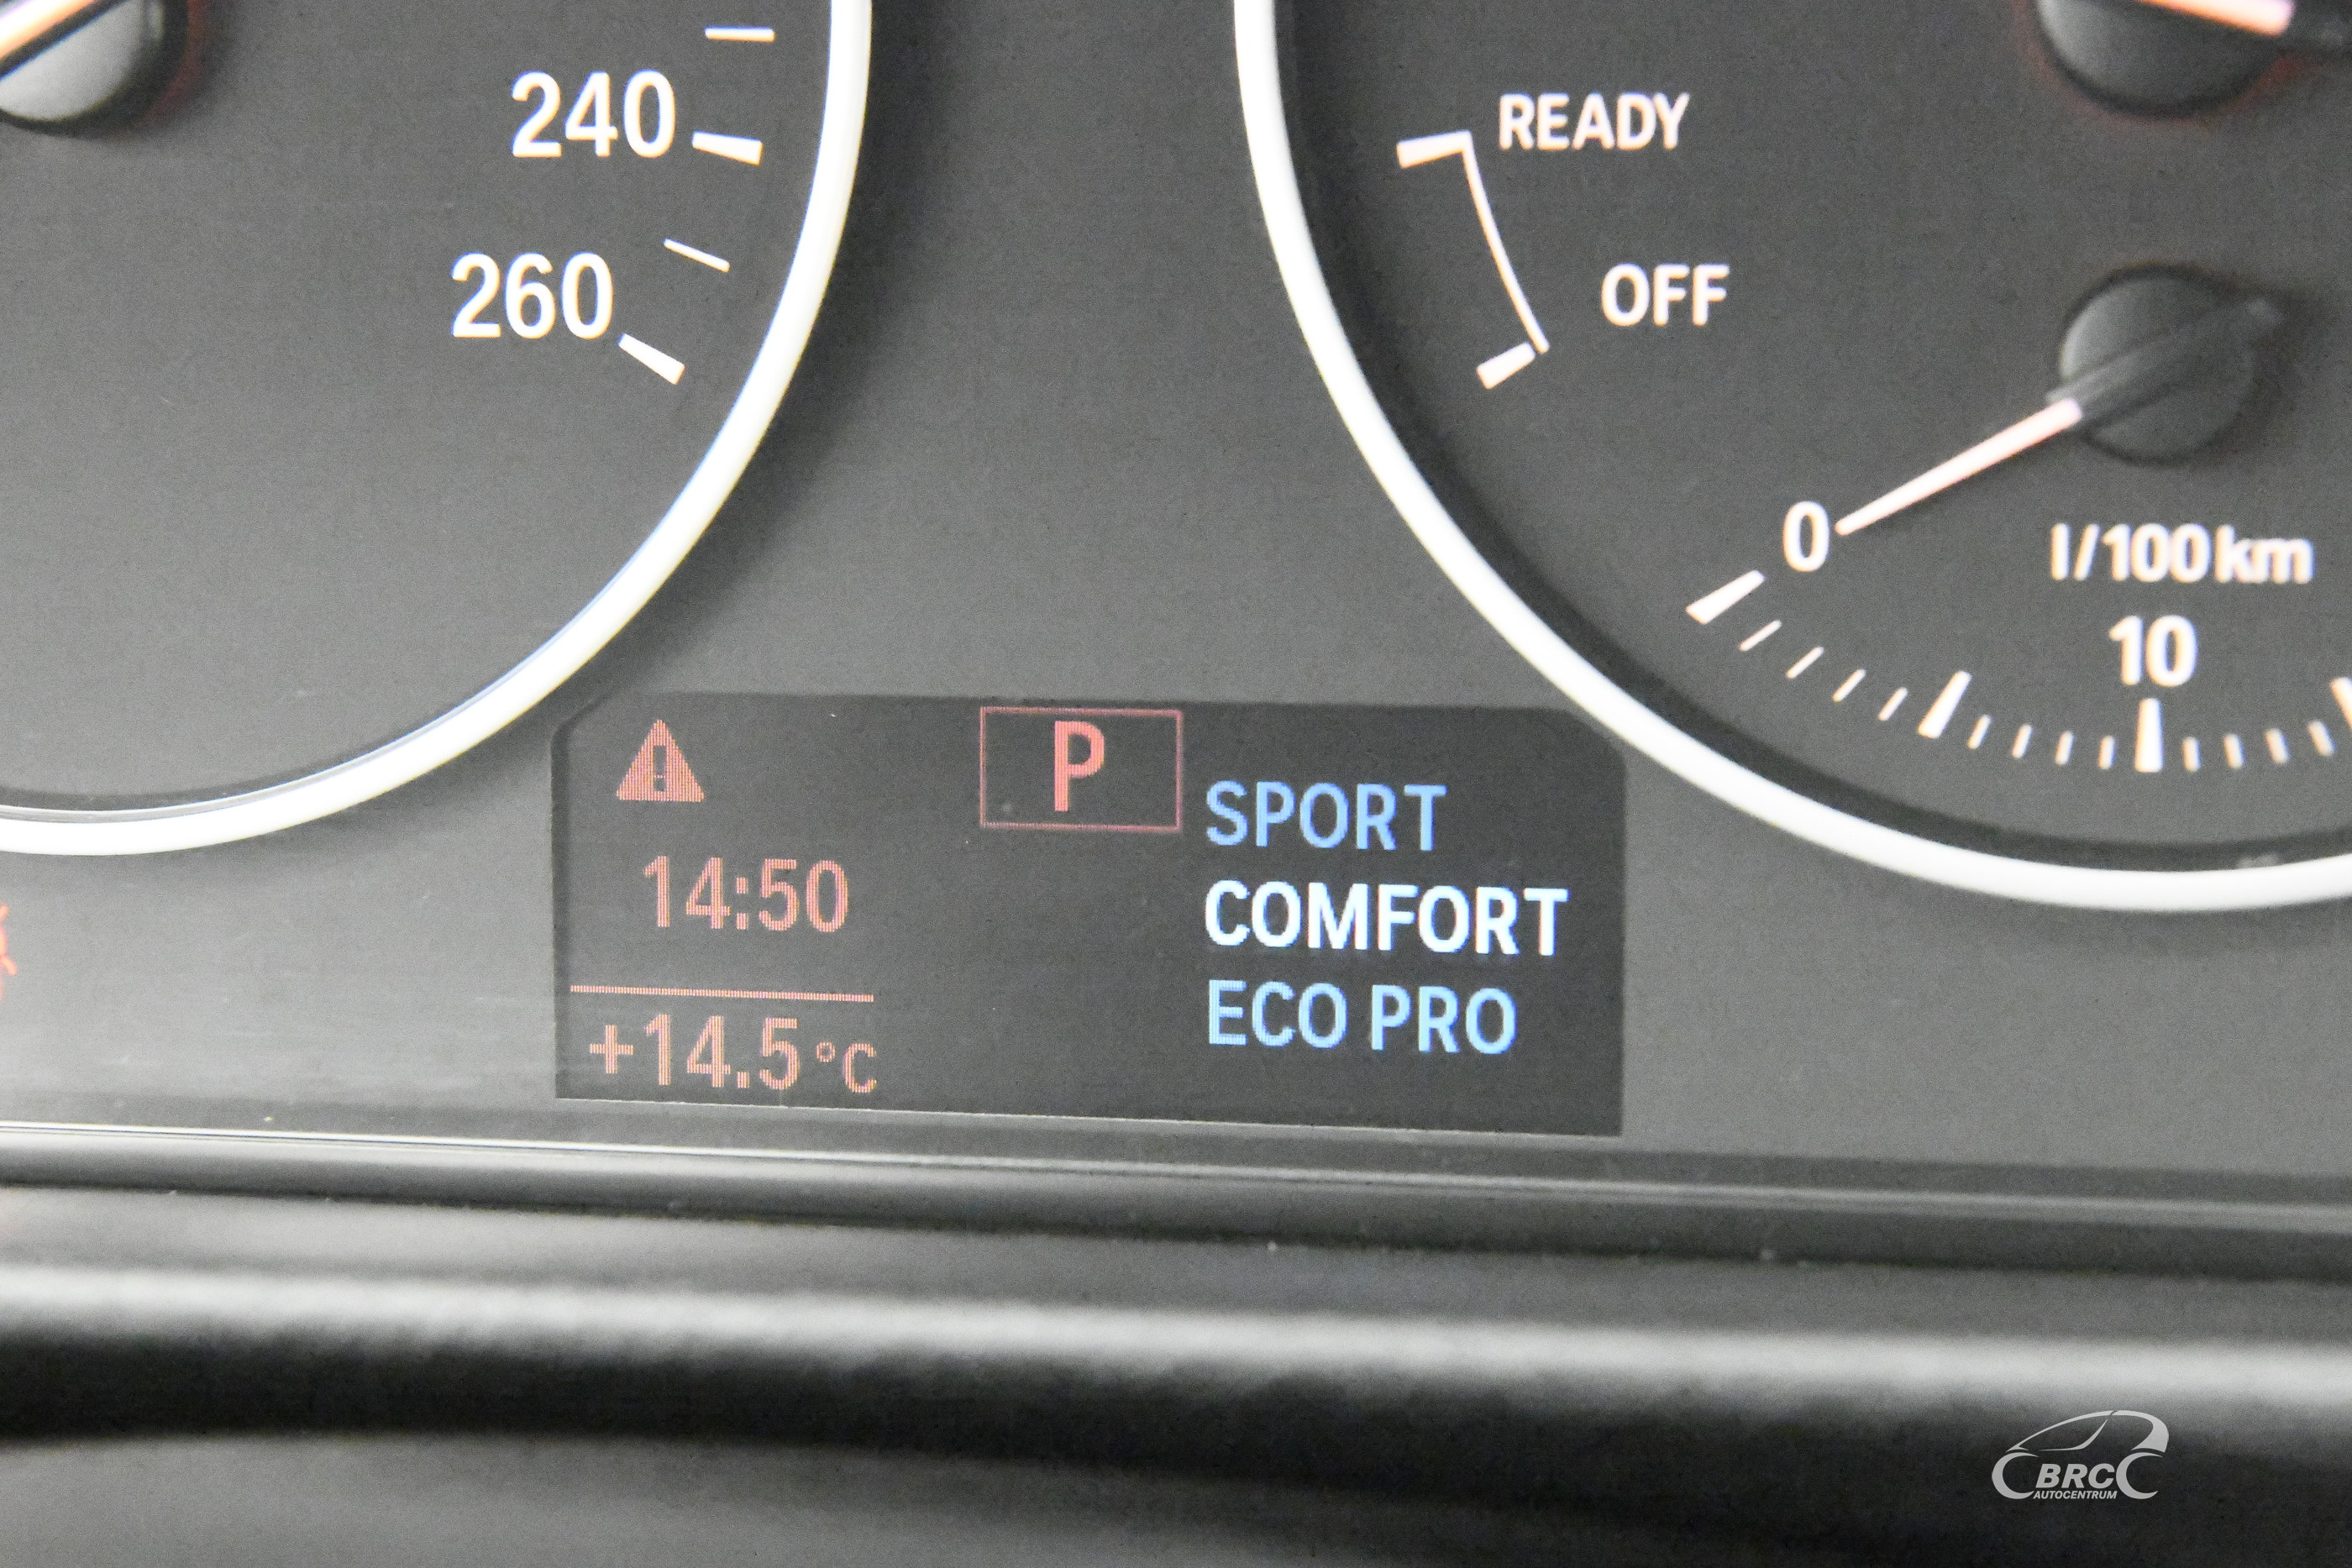 240
260
READY
OFF
0
l/100km
10
P
SPORT
14:50
COMFORT
+14.5°C
ECO PRO
BRC
AUTOCENTRUM